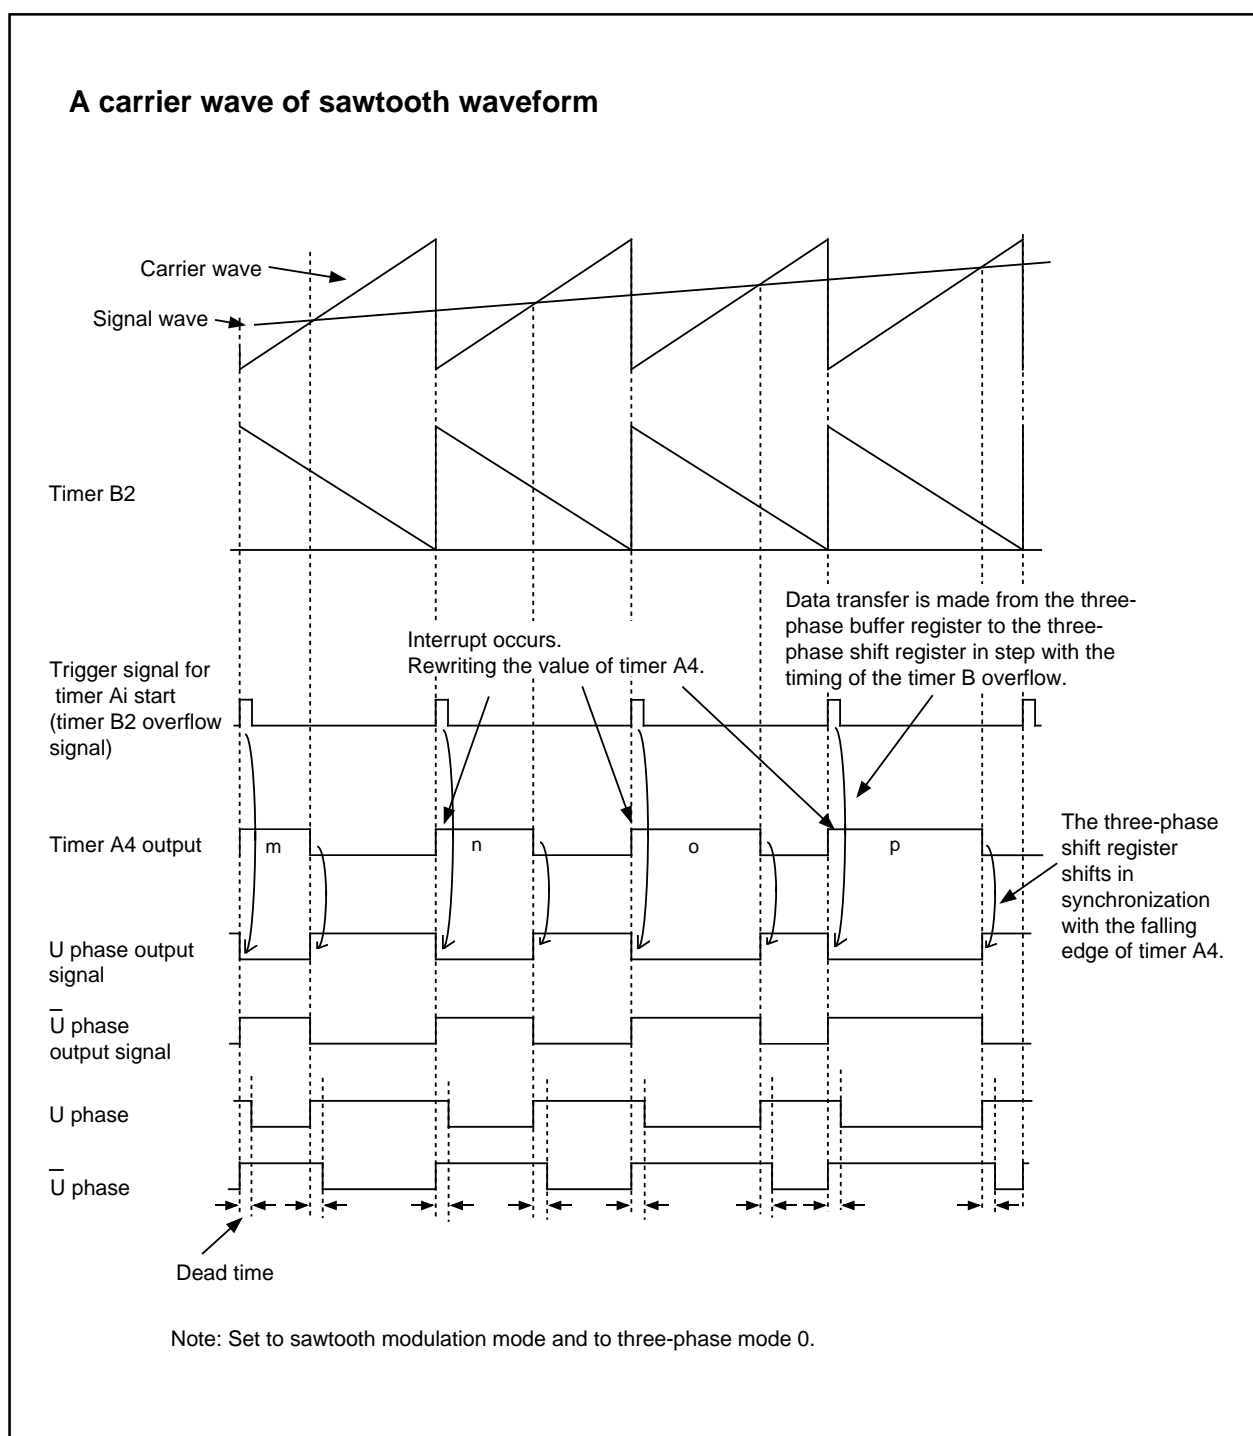 A carrier wave of sawtooth waveform
Carrier wave
Signal wave
Timer B2
Data transfer is made from the three-
phase buffer register to the three-
phase shift register in step with the
timing of the timer B overflow.
Interrupt occurs.
Rewriting the value of timer A4.
Trigger signal for
timer Ai start
(timer B2 overflow
signal)
Timer A4 output
m
n
o
p
The three-phase
shift register
shifts in
synchronization
with the falling
edge of timer A4.
U phase output
signal
U̅ phase
output signal
U phase
U̅ phase
Dead time
Note: Set to sawtooth modulation mode and to three-phase mode 0.